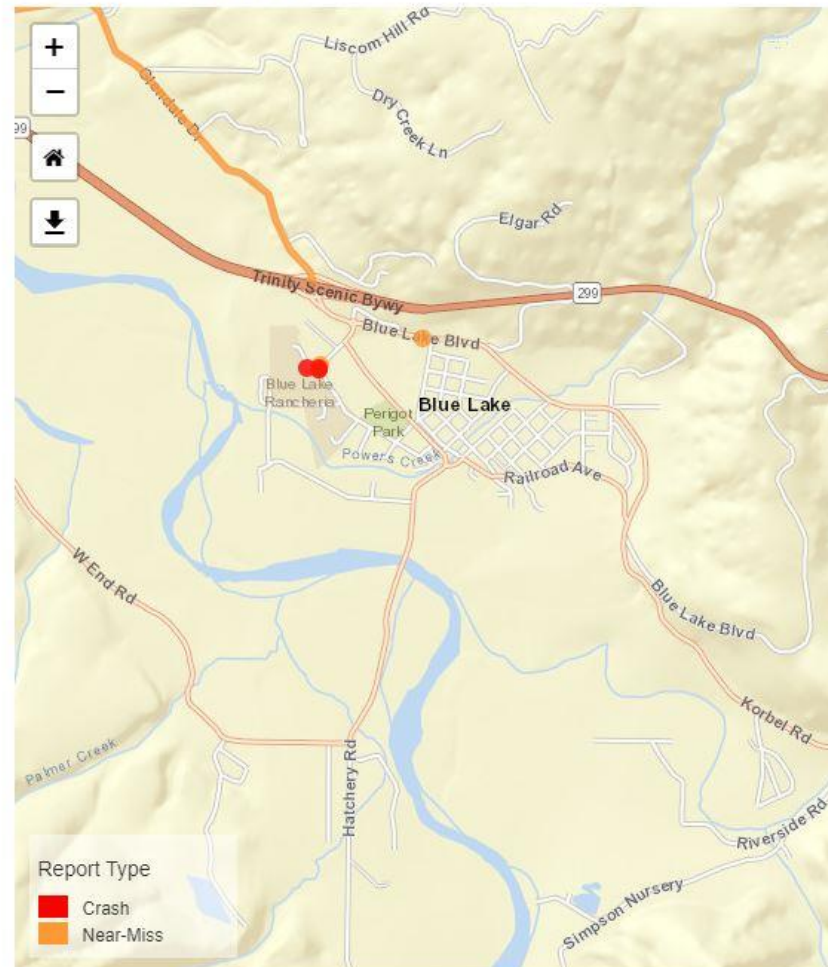 +
Liscom Hill Rd
−
Glendale Dr
99
Dry Creek Ln
Elgar Rd
Trinity Scenic Bywy
299
Blue Lake Blvd
Blue Lake
Rancheria
Blue Lake
Perigot
Park
Powers Creek
Railroad Ave
W End Rd
Blue Lake Blvd
Korbel Rd
Palmer Creek
Hatchery Rd
Riverside Rd
Simpson Nursery
Report Type
Crash
Near-Miss